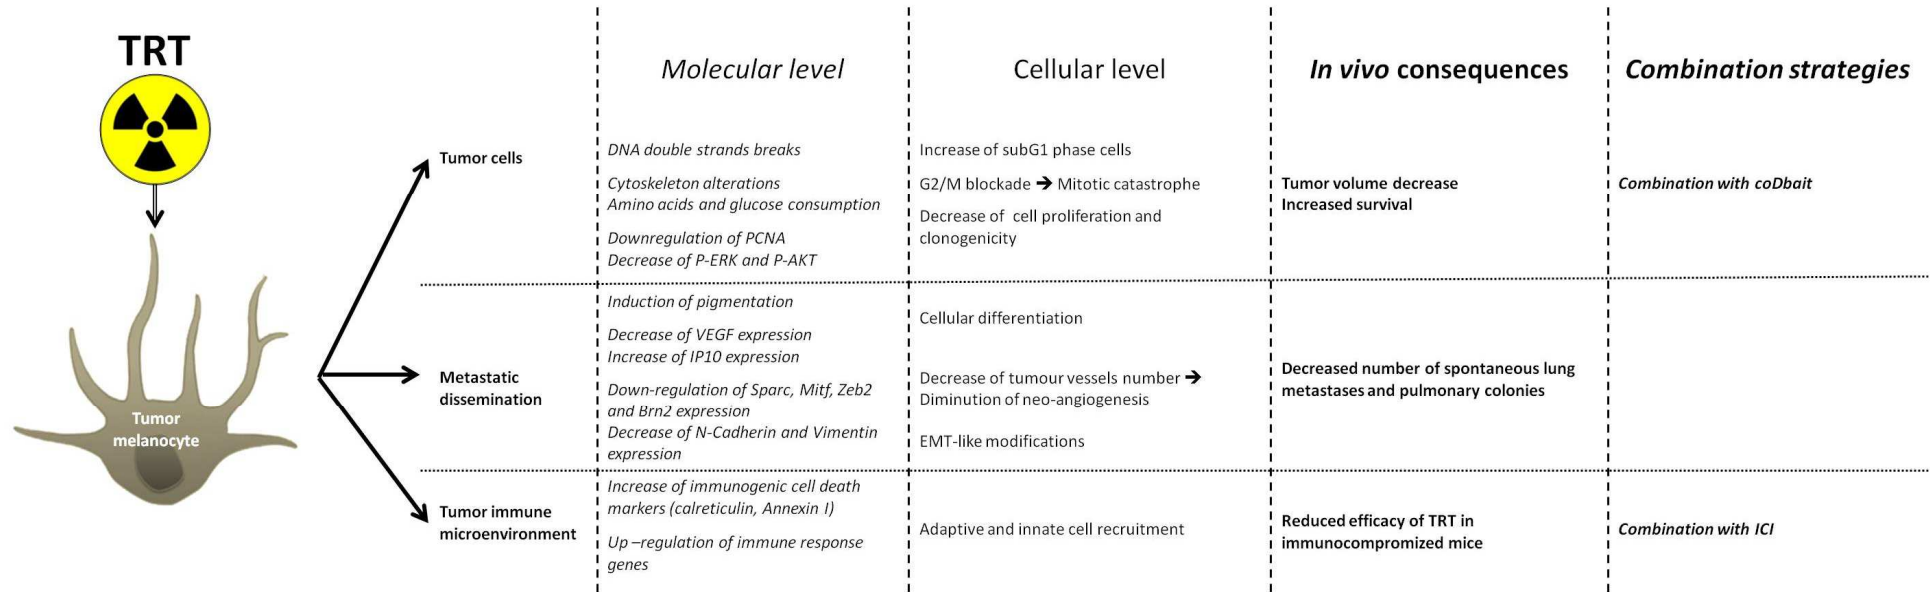 TRT
Tumor
melanocyte
Molecular level
Cellular level
In vivo consequences
Combination strategies
Tumor cells
DNA double strands breaks
Cytoskeleton alterations
Amino acids and glucose consumption
Downregulation of PCNA
Decrease of P-ERK and P-AKT
Increase of subG1 phase cells
G2/M blockade ➔ Mitotic catastrophe
Decrease of cell proliferation and
clonogenicity
Tumor volume decrease
Increased survival
Combination with coDbait
Metastatic
dissemination
Induction of pigmentation
Decrease of VEGF expression
Increase of IP10 expression
Down-regulation of Sparc, Mitf, Zeb2
and Brn2 expression
Decrease of N-Cadherin and Vimentin
expression
Cellular differentiation
Decrease of tumour vessels number ➔
Diminution of neo-angiogenesis
EMT-like modifications
Decreased number of spontaneous lung
metastases and pulmonary colonies
Tumor immune
microenvironment
Increase of immunogenic cell death
markers (calreticulin, Annexin I)
Up –regulation of immune response
genes
Adaptive and innate cell recruitment
Reduced efficacy of TRT in
immunocompromized mice
Combination with ICI